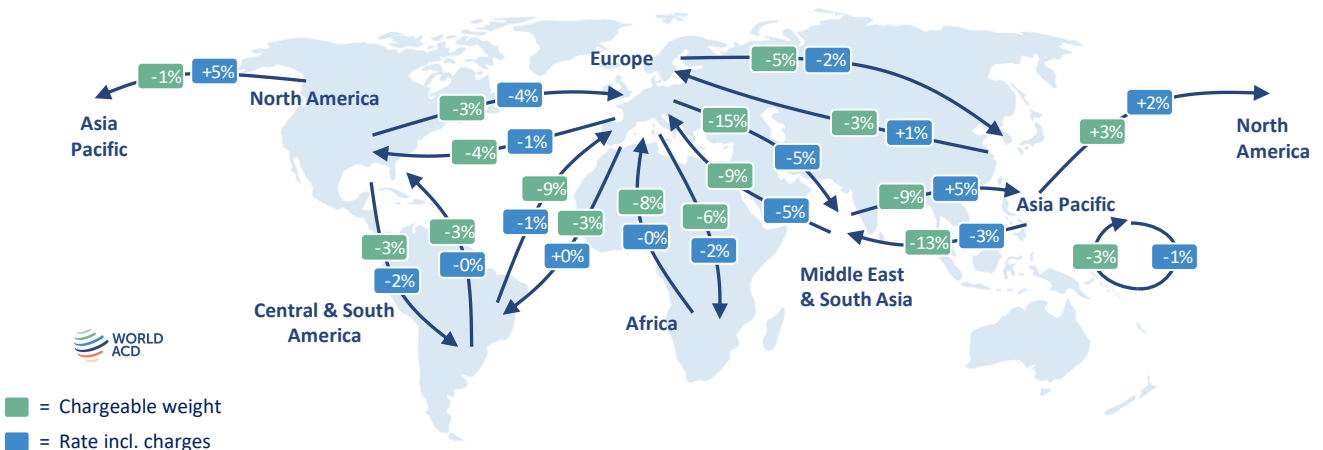 Europe
-5%
-2%
-1%
+5%
North America
-3%
-4%
+2%
Asia
Pacific
-15%
-3%
+1%
+3%
North
America
-4%
-1%
-5%
-9%
-9%
-9%
+5%
Asia Pacific
-8%
-6%
-5%
-1%
-3%
-3%
-0%
-3%
-3%
-13%
-2%
+0%
-0%
-2%
-3%
-1%
Middle East
& South Asia
Central & South
America
Africa
WORLD
ACD
= Chargeable weight
= Rate incl. charges